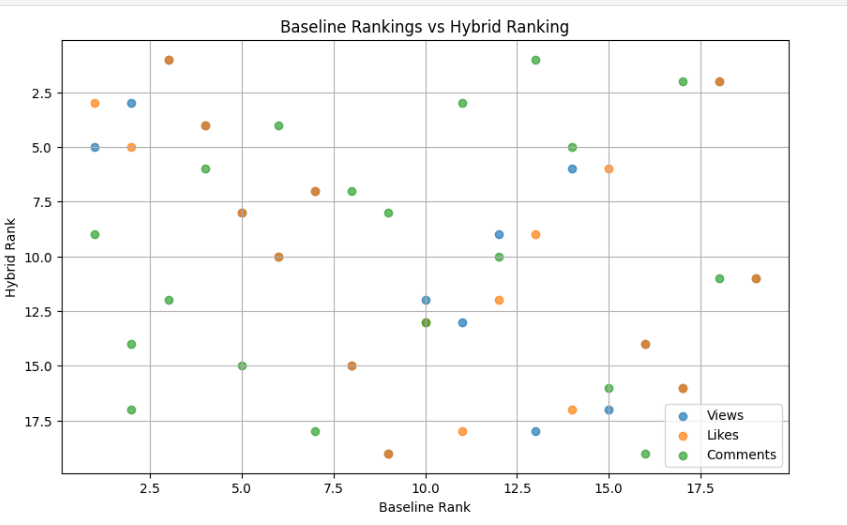 Baseline Rankings vs Hybrid Ranking
2.5
5.0
7.5
10.0
12.5
15.0
17.5
Hybrid Rank
Views
Likes
Comments
2.5 5.0 7.5 10.0 12.5 15.0 17.5
Baseline Rank